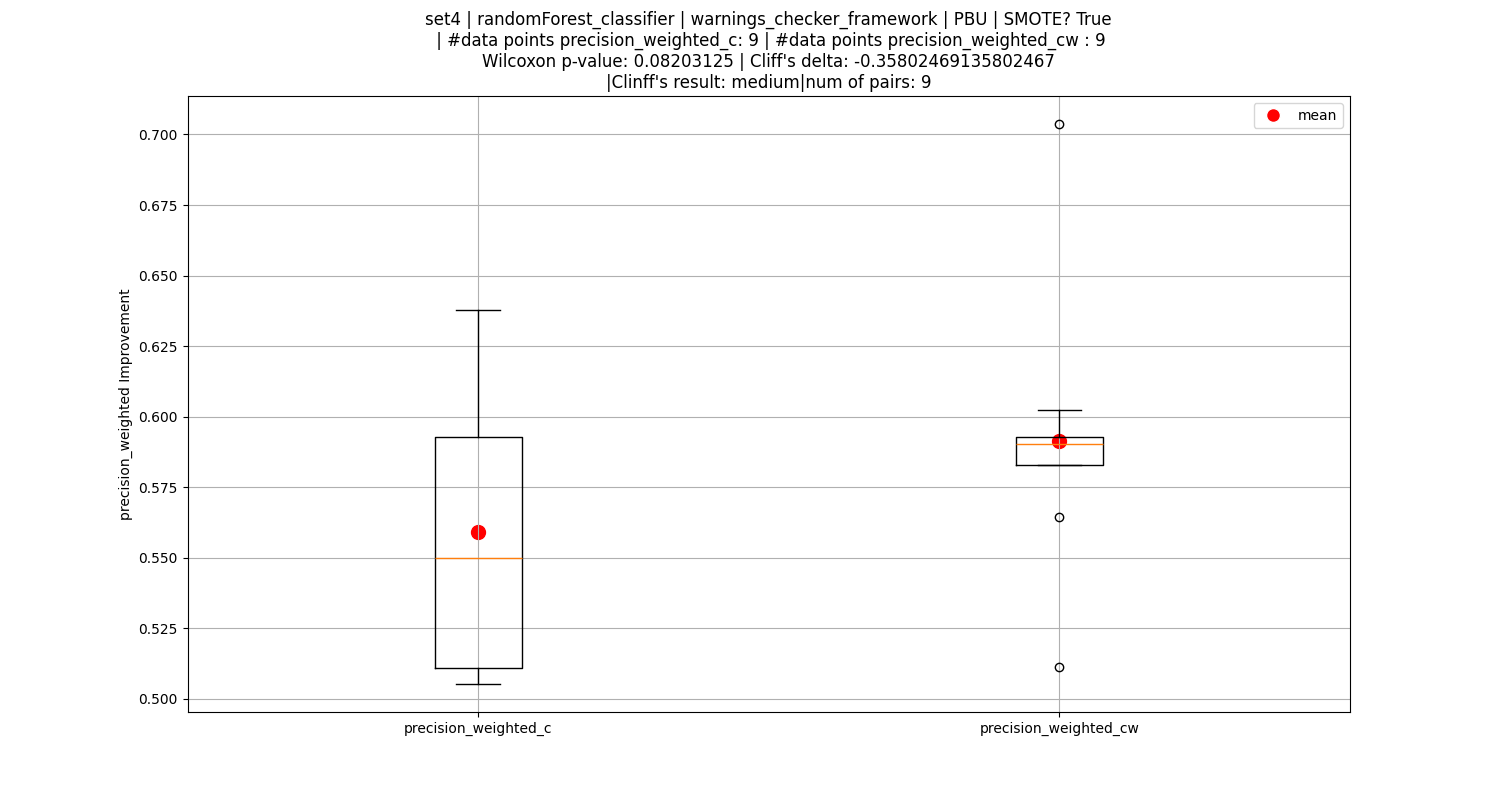 set4 | randomForest_classifier | warnings_checker_framework | PBU | SMOTE? True
| #data points precision_weighted_c: 9 | #data points precision_weighted_cw : 9
Wilcoxon p-value: 0.08203125 | Cliff's delta: -0.35802469135802467
|Clinff's result: medium|num of pairs: 9
mean
0.700
0.675
0.650
0.625
0.600
0.575
0.550
0.525
0.500
precision_weighted Improvement
precision_weighted_c
precision_weighted_cw